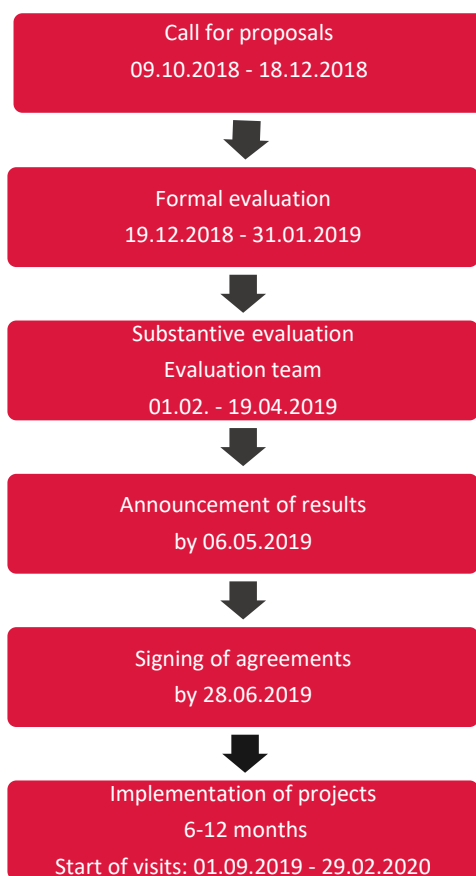 Call for proposals
09.10.2018 - 18.12.2018
Formal evaluation
19.12.2018 - 31.01.2019
Substantive evaluation
Evaluation team
01.02. - 19.04.2019
Announcement of results
by 06.05.2019
Signing of agreements
by 28.06.2019
Implementation of projects
6-12 months
Start of visits: 01.09.2019 - 29.02.2020